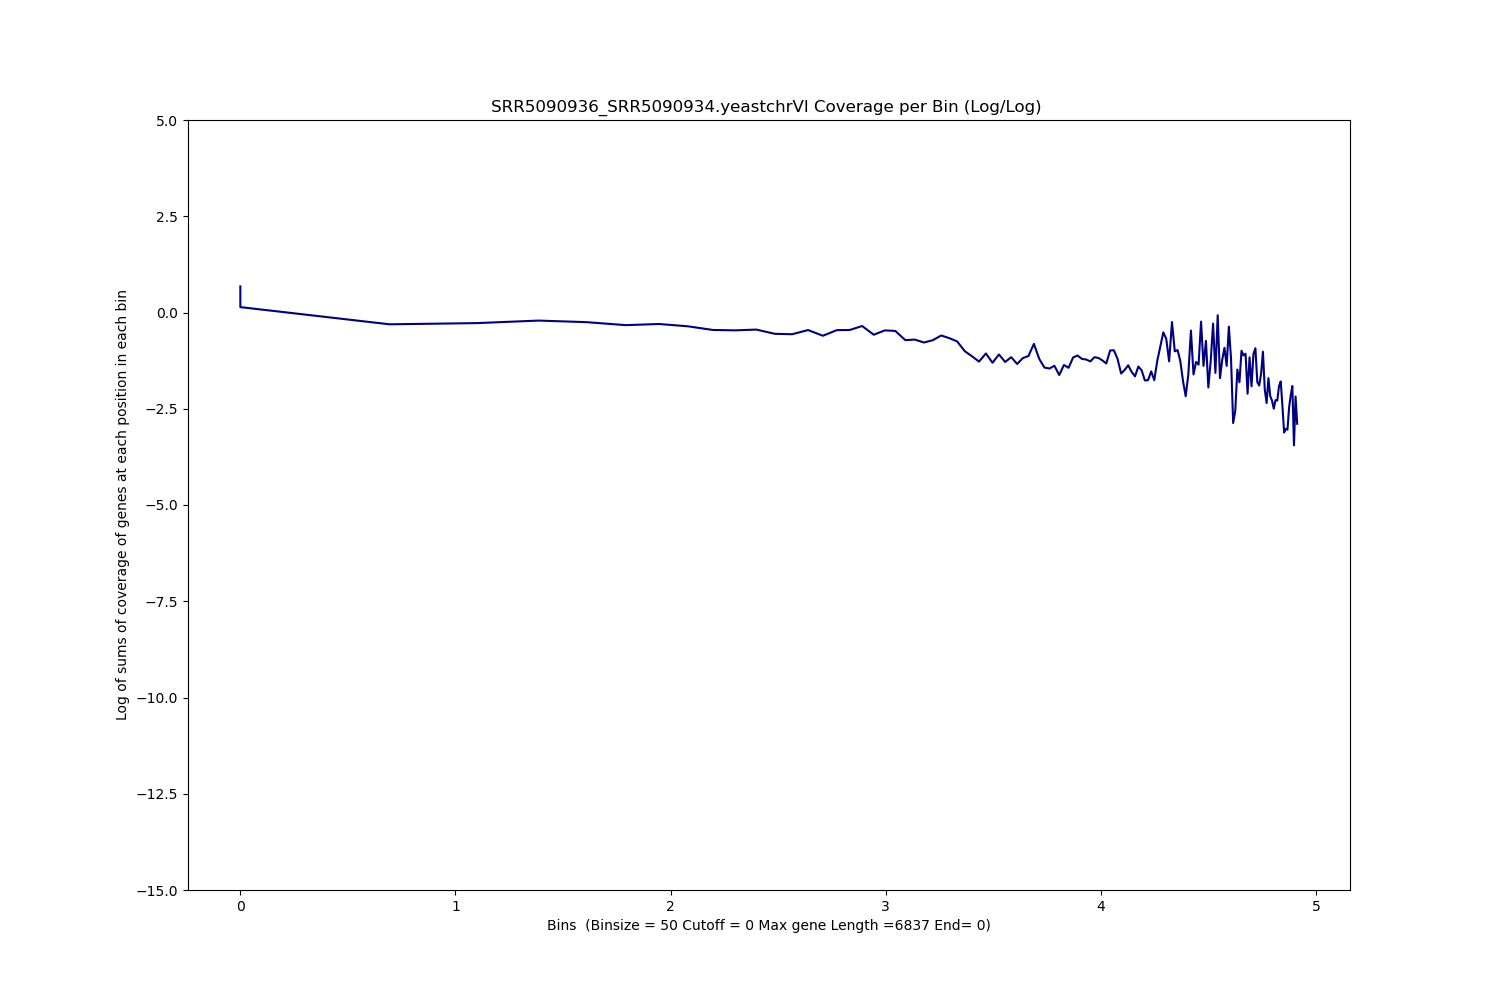 SRR5090936_SRR5090934.yeastchrVI Coverage per Bin (Log/Log)
5.0
2.5
0.0
−2.5
−5.0
−7.5
−10.0
−12.5
−15.0
Log of sums of coverage of genes at each position in each bin
0 1 2 3 4 5
Bins  (Binsize = 50 Cutoff = 0 Max gene Length =6837 End= 0)